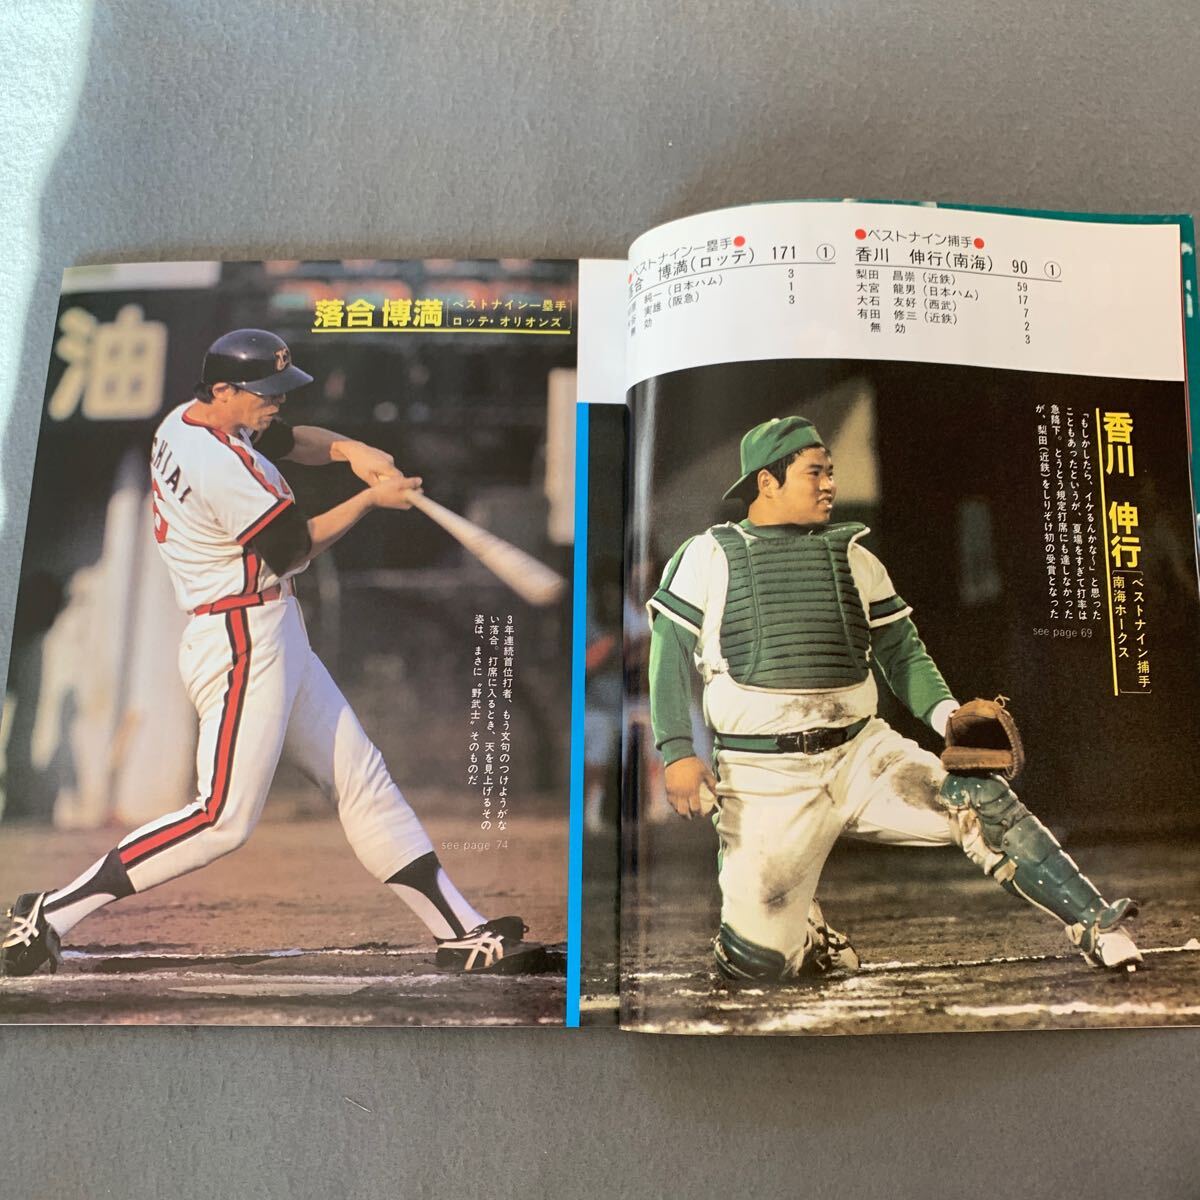 落合 博満
ベストナイン一塁手
ロッテ・オリオンズ
油
CHIAI
6
3年連続首位打者、もう文句のつけようがな
い落合。打席に入るとき、天を見上げるその
姿は、まさに“野武士”そのものだ
see page 74
●ベストナイン一塁手●
落合 博満(ロッテ) 171 ①
純一(日本ハム) 3
実雄(阪急) 1
無効 3
●ベストナイン捕手●
香川 伸行(南海) 90 ①
梨田 昌崇(近鉄) 59
大宮 龍男(日本ハム) 17
大石 友好(西武) 7
有田 修三(近鉄) 2
無効 3
香川 伸行
ベストナイン捕手
南海ホークス
「もしかしたら、イケるんかな〜」と思った
こともあったというが、夏場をすぎて打率は
急降下。とうとう規定打席にも達しなかった
が、梨田(近鉄)をしりぞけ初の受賞となった
see page 69